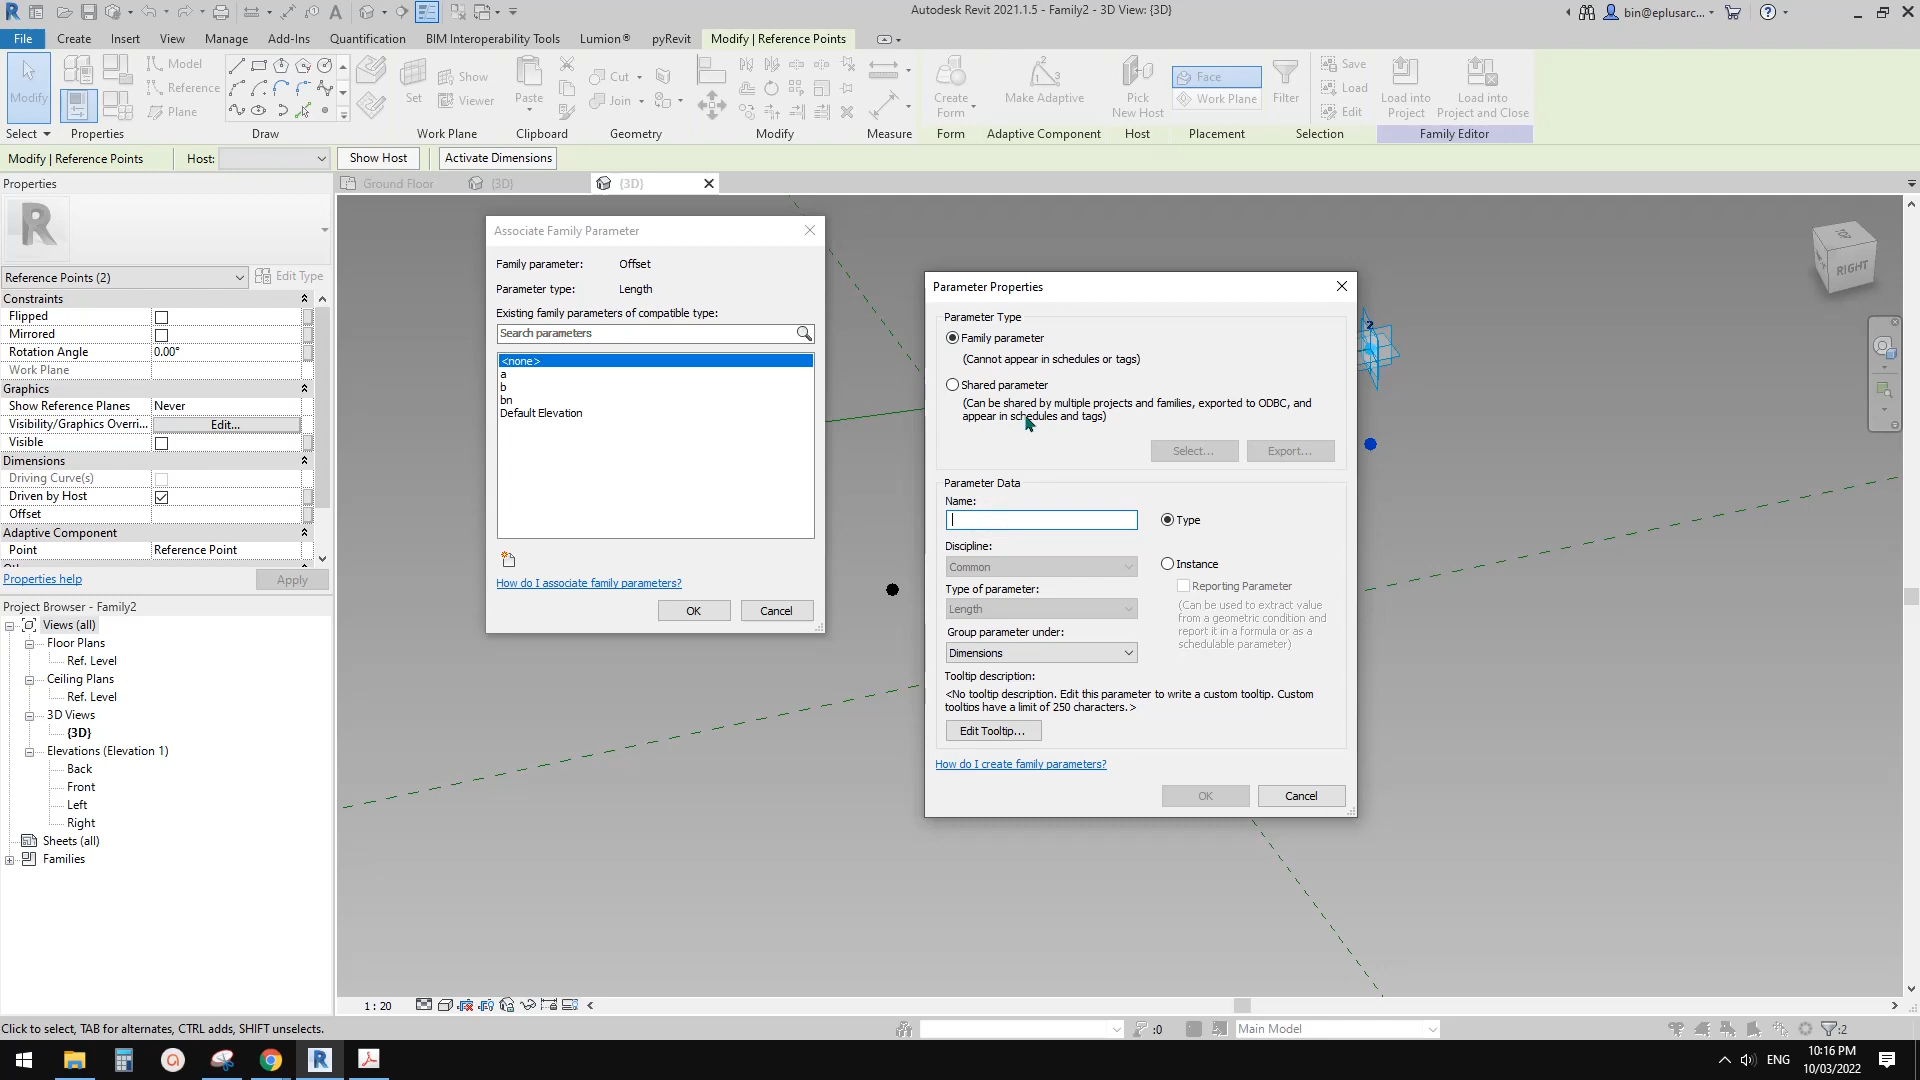 Autodesk Revit 2021.1.5 - Family2 - 3D View: {3D}
bin@eplusarc...
File Create Insert View Manage Add-Ins Quantification BIM Interoperability Tools Lumion® pyRevit Modify | Reference Points
Modify
Model
Reference
Plane
Set
Show
Viewer
Paste
Cut
Join
Create
Form
Make Adaptive
Pick
New Host
Face
Work Plane
Filter
Save
Load
Edit
Load into
Project
Load into
Project and Close
Select Properties Draw Work Plane Clipboard Geometry Modify Measure Form Adaptive Component Host Placement Selection Family Editor
Modify | Reference Points
Host:
Show Host
Activate Dimensions
Properties
Ground Floor
{3D}
{3D}
R
Reference Points (2)
Edit Type
Constraints
Flipped
Mirrored
Rotation Angle 0.00°
Work Plane
Graphics
Show Reference Planes Never
Visibility/Graphics Overri... Edit...
Visible
Dimensions
Driving Curve(s)
Driven by Host
Offset
Adaptive Component
Point Reference Point
Properties help
Apply
Project Browser - Family2
Views (all)
Floor Plans
Ref. Level
Ceiling Plans
Ref. Level
3D Views
{3D}
Elevations (Elevation 1)
Back
Front
Left
Right
Sheets (all)
Families
Associate Family Parameter
Family parameter: Offset
Parameter type: Length
Existing family parameters of compatible type:
Search parameters
<none>
a
b
bn
Default Elevation
How do I associate family parameters?
OK
Cancel
Parameter Properties
Parameter Type
Family parameter
(Cannot appear in schedules or tags)
Shared parameter
(Can be shared by multiple projects and families, exported to ODBC, and
appear in schedules and tags)
Select...
Export...
Parameter Data
Name:
Type
Discipline:
Common
Instance
Type of parameter:
Reporting Parameter
Length
(Can be used to extract value
from a geometric condition and
report it in a formula or as a
schedulable parameter)
Group parameter under:
Dimensions
Tooltip description:
<No tooltip description. Edit this parameter to write a custom tooltip. Custom
tooltips have a limit of 250 characters.>
Edit Tooltip...
How do I create family parameters?
OK
Cancel
2
RIGHT
1 : 20
Click to select, TAB for alternates, CTRL adds, SHIFT unselects.
:0
Main Model
:2
ENG
10:16 PM
10/03/2022